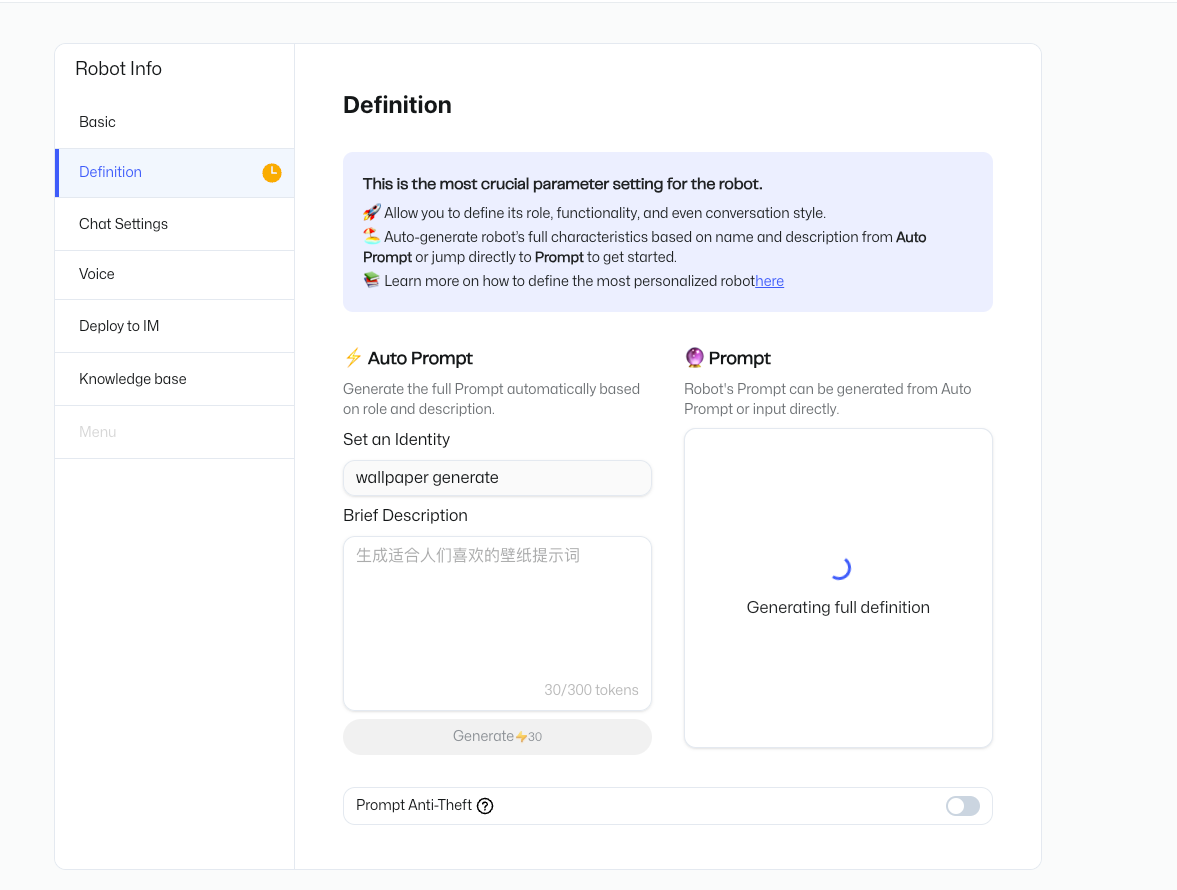 Robot Info
Basic
Definition
Chat Settings
Voice
Deploy to IM
Knowledge base
Menu
Definition
This is the most crucial parameter setting for the robot.
🚀 Allow you to define its role, functionality, and even conversation style.
🏖️ Auto-generate robot's full characteristics based on name and description from Auto
Prompt or jump directly to Prompt to get started.
📚 Learn more on how to define the most personalized robothere
⚡ Auto Prompt
Generate the full Prompt automatically based
on role and description.
Set an Identity
wallpaper generate
Brief Description
生成适合人们喜欢的壁纸提示词
30/300 tokens
Generate⚡30
🔮 Prompt
Robot's Prompt can be generated from Auto
Prompt or input directly.
Generating full definition
Prompt Anti-Theft ?